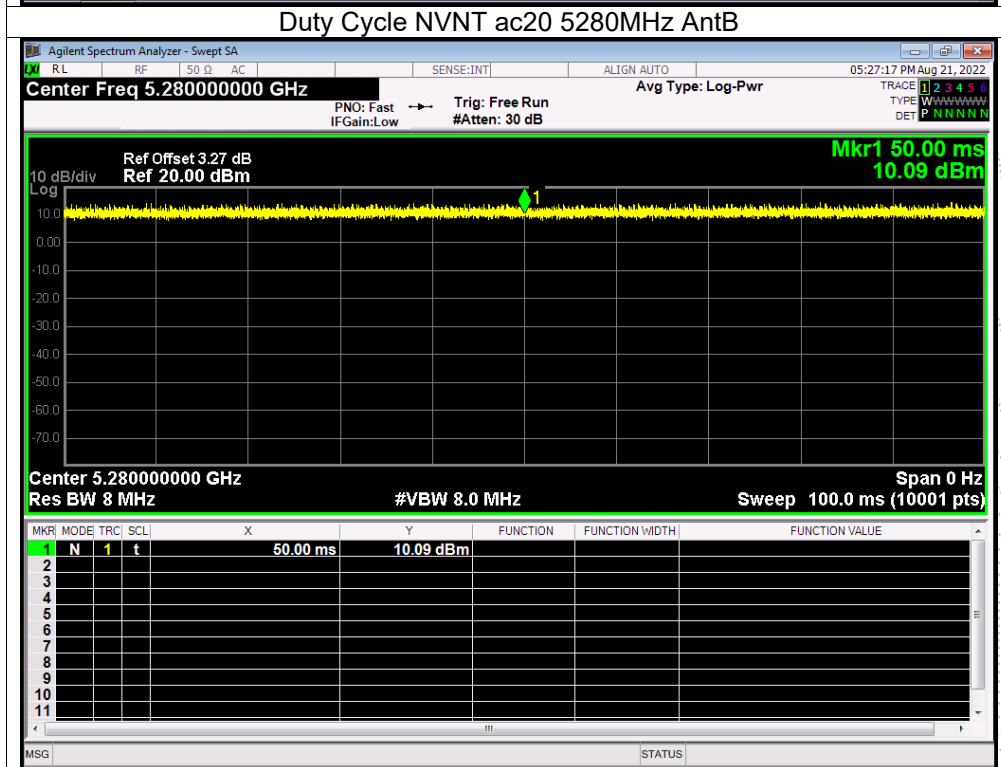 Duty Cycle NVNT ac20 5280MHz AntB
Agilent Spectrum Analyzer - Swept SA
LXI RL RF 50 Ω AC SENSE:INT ALIGN AUTO 05:27:17 PM Aug 21, 2022
Center Freq 5.280000000 GHz Avg Type: Log-Pwr TRACE 1 2 3 4 5 6
PNO: Fast Trig: Free Run TYPE WWWWWW
IFGain:Low #Atten: 30 dB DET P N N N N N
Mkr1 50.00 ms
Ref Offset 3.27 dB
10 dB/div Ref 20.00 dBm 10.09 dBm
Log
1
10.0
0.00
-10.0
-20.0
-30.0
-40.0
-50.0
-60.0
-70.0
Center 5.280000000 GHz Span 0 Hz
Res BW 8 MHz #VBW 8.0 MHz Sweep 100.0 ms (10001 pts)
MKR MODE TRC SCL X Y FUNCTION FUNCTION WIDTH FUNCTION VALUE
1 N 1 t 50.00 ms 10.09 dBm
2
3
4
5
6
7
8
9
10
11
MSG STATUS